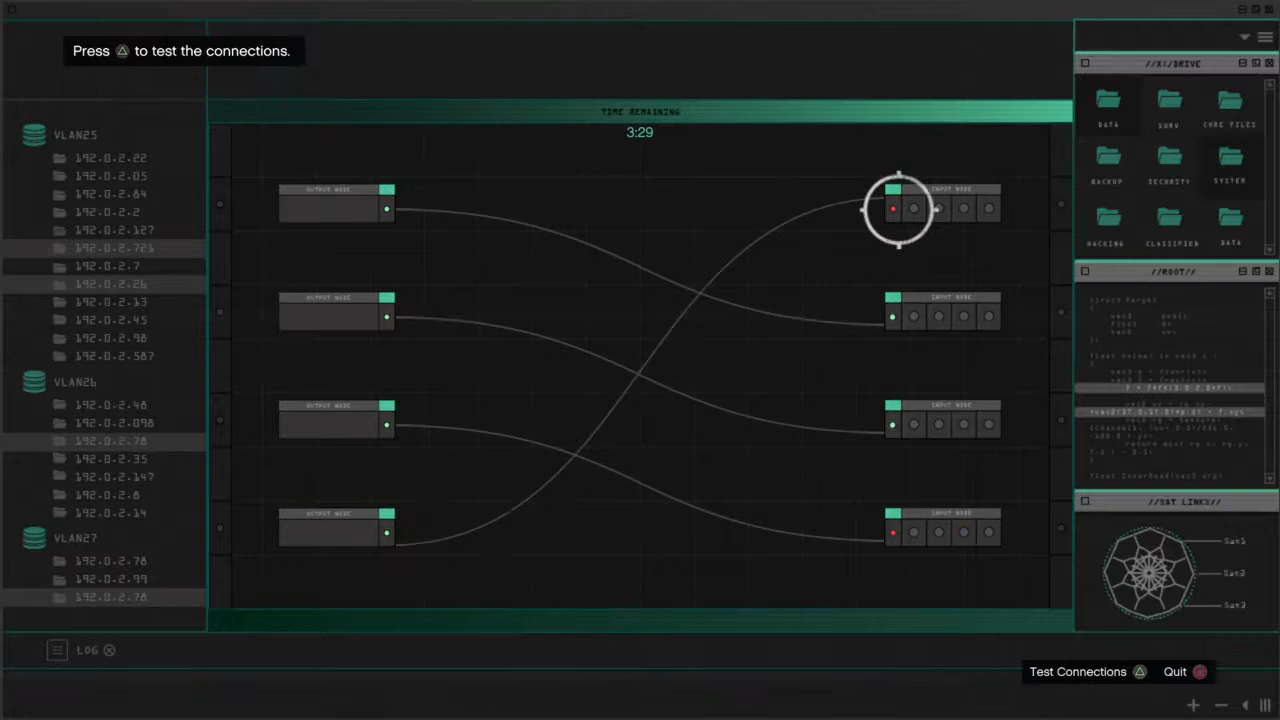 Press to test the connections.
TIME REMAINING
3:29
VLAN25
192.0.2.22
192.0.2.05
192.0.2.84
192.0.2.2
192.0.2.127
192.0.2.721
192.0.2.7
192.0.2.26
192.0.2.13
192.0.2.45
192.0.2.98
192.0.2.587
VLAN26
192.0.2.48
192.0.2.098
192.0.2.78
192.0.2.35
192.0.2.147
192.0.2.8
192.0.2.14
VLAN27
192.0.2.78
192.0.2.99
192.0.2.78
OUTPUT NODE
INPUT NODE
OUTPUT NODE
INPUT NODE
OUTPUT NODE
INPUT NODE
OUTPUT NODE
INPUT NODE
//X:/DRIVE
DATA
SURV
CORE FILES
BACKUP
SECURITY
SYSTEM
HACKING
CLASSIFIED
DATA
//ROOT//
//SAT LINKS//
Sat1
Sat2
Sat3
LOG
Test Connections
Quit